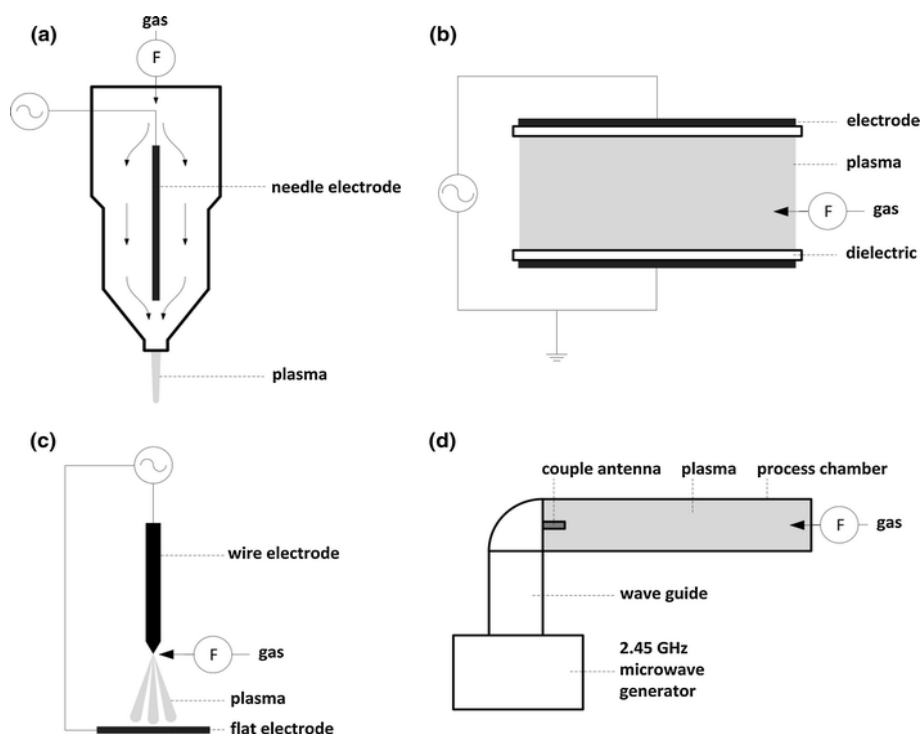 (a)
gas
F
needle electrode
plasma
(b)
electrode
plasma
F
gas
dielectric
(c)
wire electrode
F
gas
plasma
flat electrode
(d)
couple antenna
plasma
process chamber
F
gas
wave guide
2.45 GHz
microwave
generator